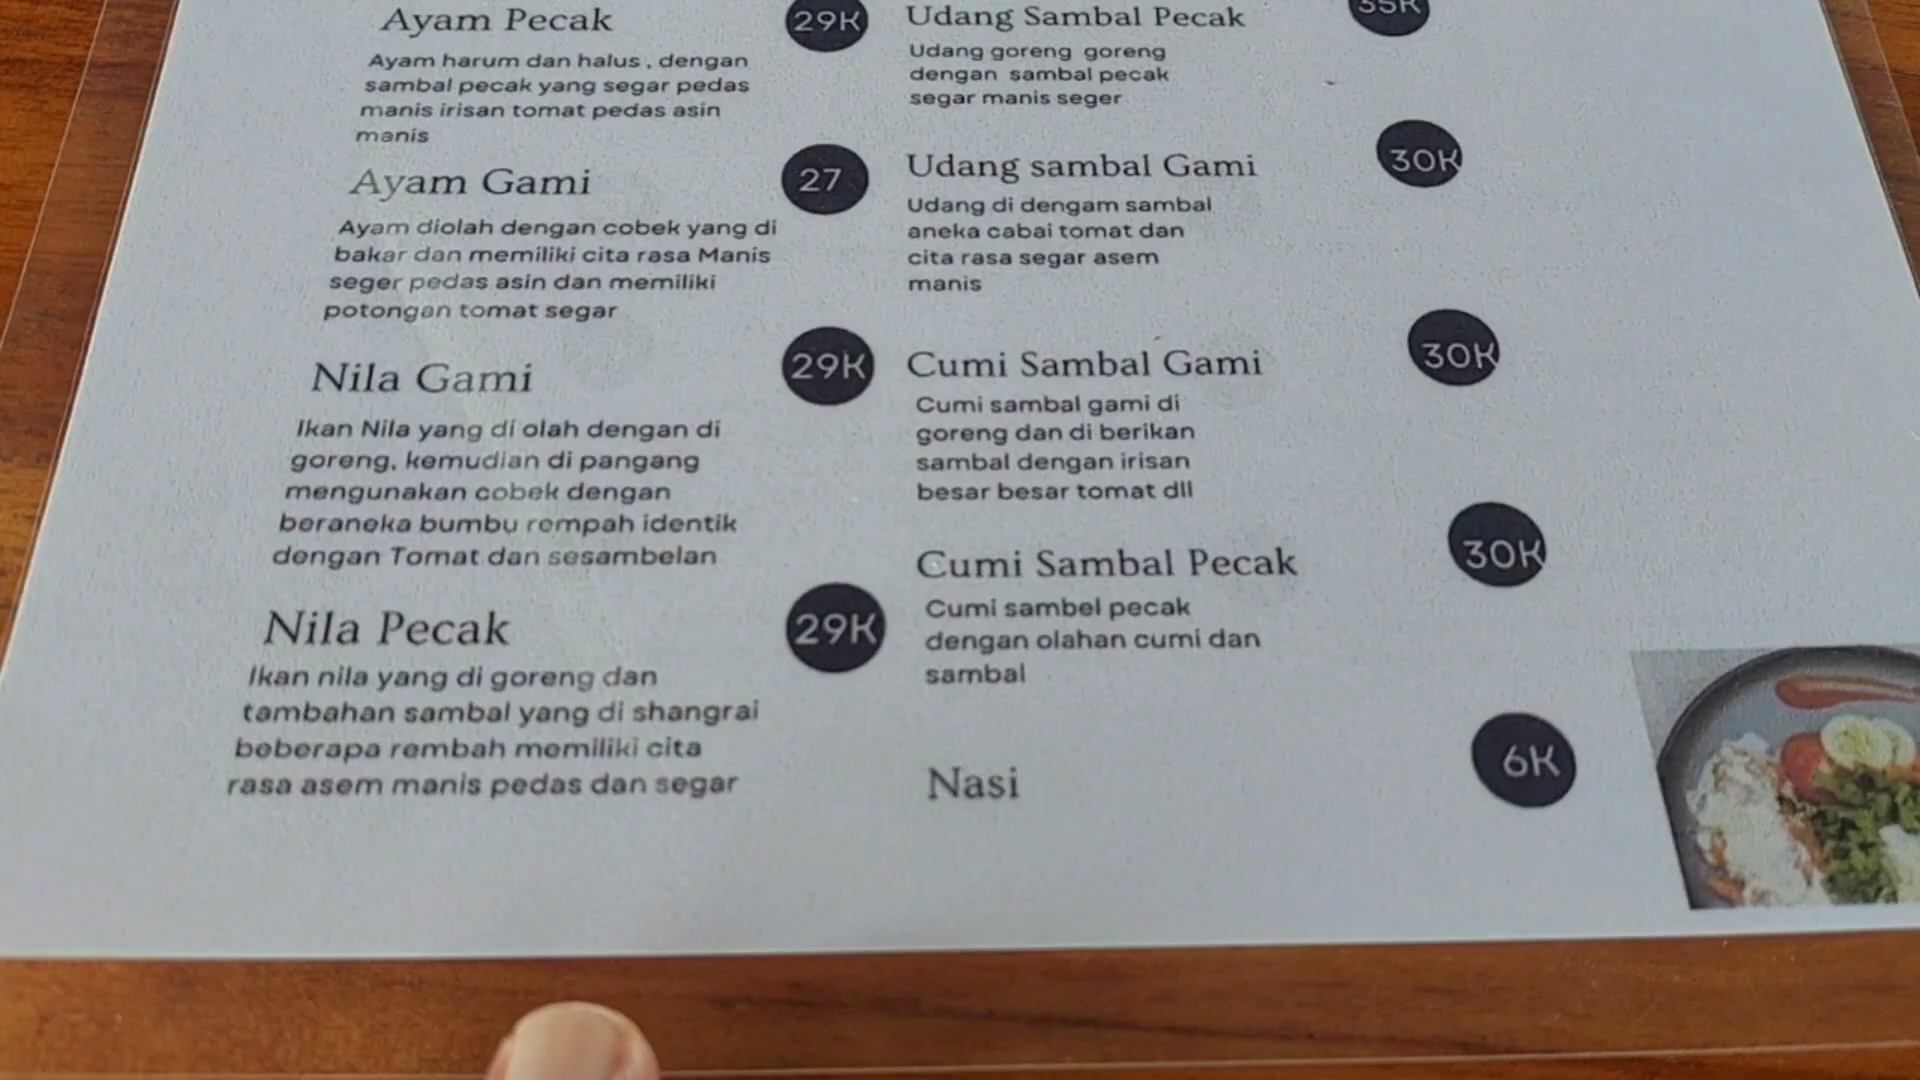 Ayam Pecak 29K
Ayam harum dan halus , dengan
sambal pecak yang segar pedas
manis irisan tomat pedas asin
manis
Ayam Gami 27
Ayam diolah dengan cobek yang di
bakar dan memiliki cita rasa Manis
seger pedas asin dan memiliki
potongan tomat segar
Nila Gami 29K
Ikan Nila yang di olah dengan di
goreng, kemudian di pangang
mengunakan cobek dengan
beraneka bumbu rempah identik
dengan Tomat dan sesambelan
Nila Pecak 29K
Ikan nila yang di goreng dan
tambahan sambal yang di shangrai
beberapa rembah memiliki cita
rasa asem manis pedas dan segar
Udang Sambal Pecak 35K
Udang goreng goreng
dengan sambal pecak
segar manis seger
Udang sambal Gami 30K
Udang di dengam sambal
aneka cabai tomat dan
cita rasa segar asem
manis
Cumi Sambal Gami 30K
Cumi sambal gami di
goreng dan di berikan
sambal dengan irisan
besar besar tomat dll
Cumi Sambal Pecak 30K
Cumi sambel pecak
dengan olahan cumi dan
sambal
Nasi 6K